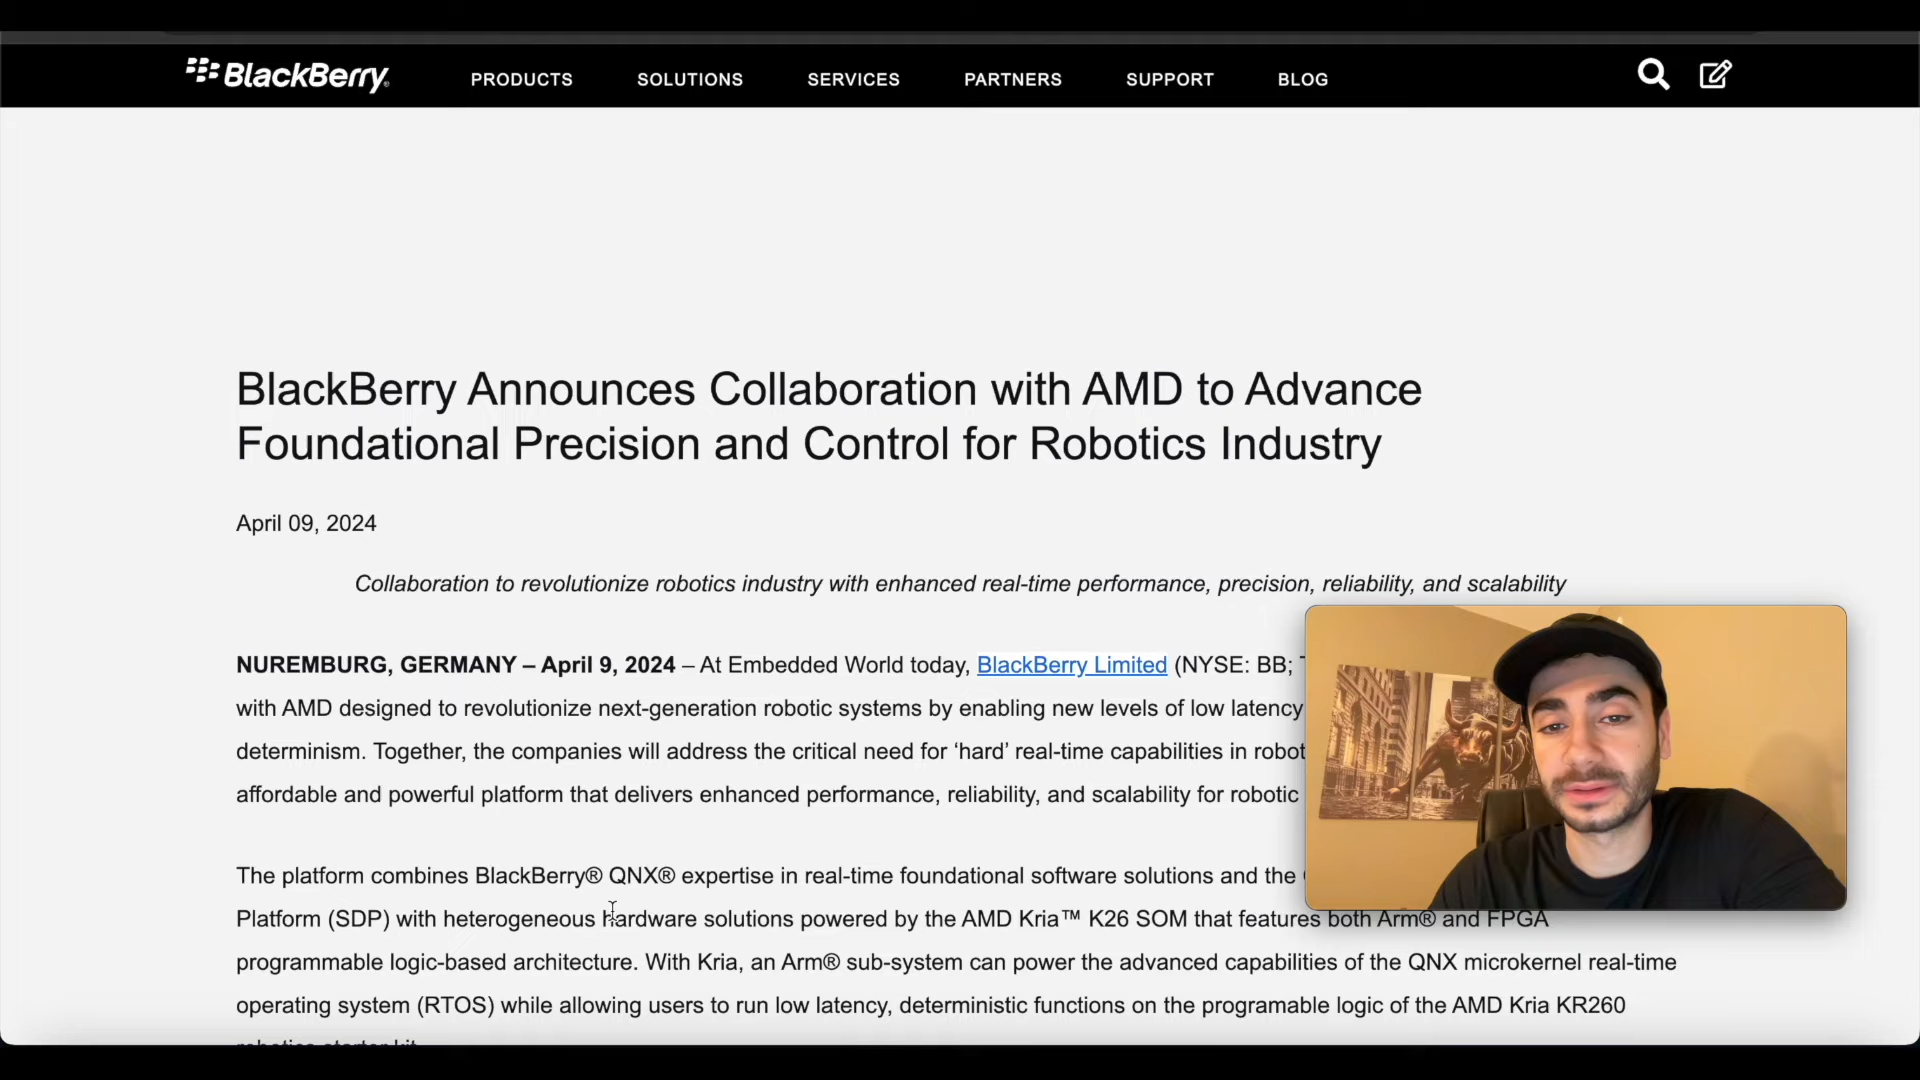 BlackBerry
PRODUCTS
SOLUTIONS
SERVICES
PARTNERS
SUPPORT
BLOG
BlackBerry Announces Collaboration with AMD to Advance
Foundational Precision and Control for Robotics Industry
April 09, 2024
Collaboration to revolutionize robotics industry with enhanced real-time performance, precision, reliability, and scalability
NUREMBURG, GERMANY – April 9, 2024 – At Embedded World today, BlackBerry Limited (NYSE: BB;
with AMD designed to revolutionize next-generation robotic systems by enabling new levels of low latency
determinism. Together, the companies will address the critical need for ‘hard’ real-time capabilities in
affordable and powerful platform that delivers enhanced performance, reliability, and scalability for robotic
The platform combines BlackBerry® QNX® expertise in real-time foundational software solutions and the
Platform (SDP) with heterogeneous hardware solutions powered by the AMD Kria™ K26 SOM that features both Arm® and FPGA
programmable logic-based architecture. With Kria, an Arm® sub-system can power the advanced capabilities of the QNX microkernel real-time
operating system (RTOS) while allowing users to run low latency, deterministic functions on the programable logic of the AMD Kria KR260
robotics starter kit.